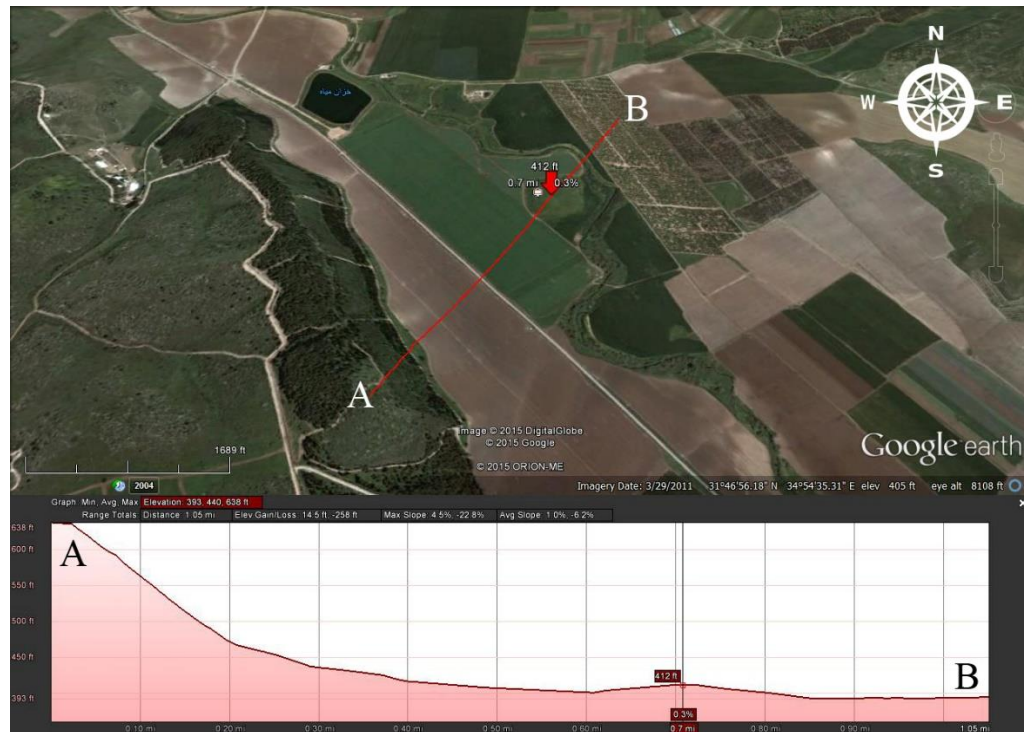 N
W E
S
خزان مياه
B
412 ft
0.7 mi 0.3%
A
Image © 2015 DigitalGlobe
© 2015 Google
© 2015 ORION-ME
Google earth
1689 ft
2004
Imagery Date: 3/29/2011 31°46'56.18" N 34°54'35.31" E elev 405 ft eye alt 8108 ft
Graph: Min, Avg, Max Elevation: 393, 440, 638 ft
Range Totals: Distance: 1.05 mi Elev Gain/Loss: 14.5 ft, -258 ft Max Slope: 4.5%, -22.8% Avg Slope: 1.0%, -6.2%
638 ft
A
600 ft
550 ft
500 ft
450 ft
412 ft
B
393 ft
0.3%
0.10 mi 0.20 mi 0.30 mi 0.40 mi 0.50 mi 0.60 mi 0.7 mi 0.80 mi 0.90 mi 1.05 mi